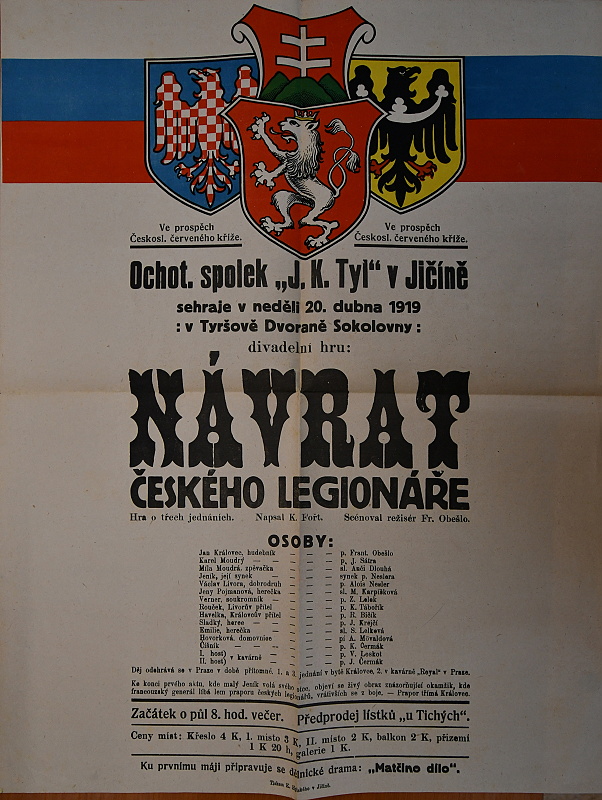 Ve prospěch
Českosl. červeného kříže.
Ve prospěch
Českosl. červeného kříže.
Ochot. spolek „J. K. Tyl“ v Jičíně
sehraje v neděli 20. dubna 1919
: v Tyršově Dvoraně Sokolovny :
divadelní hru:
NÁVRAT
ČESKÉHO LEGIONÁŘE
Hra o třech jednáních. Napsal K. Fořt. Scénoval režisér Fr. Obešlo.
OSOBY:
Jan Královec, hudebník — — — p. Frant. Obešlo
Karel Moudrý — — — — p. J. Sátra
Míla Moudrá, zpěvačka — — — sl. Anči Dlouhá
Jeník, její synek — — — synek p. Neslara
Václav Livora, dobrodruh — — — p. Alois Nesler
Jeny Pojmanová, herečka — — — sl. M. Karpíšková
Verner, soukromník — — — p. Z. Lelek
Rouček, Livorův přítel — — — p. K. Tábořík
Havelka, Královcův přítel — — — p. R. Bičík
Sladký, herec — — — p. J. Krejčí
Emilie, herečka — — — sl. S. Lelková
Hovorková, domovnice — — — pí A. Mövaldová
Číšník — — — p. K. Čermák
I. host) v kavárně — — — p. V. Leskot
II. host) — — — p. J. Čermák
Děj odehrává se v Praze v době přítomné. 1. a 3. jednání v bytě Královce, 2. v kavárně „Royal“ v Praze.
Ke konci prvého aktu, kde malý Jeník volá svého otce, objeví se živý obraz znázorňující okamžik, kde
francouzský generál líbá lem praporu českých legionářů, vrátivších se z boje. — Prapor třímá Královec.
Začátek o půl 8. hod. večer. Předprodej lístků „u Tichých“.
Ceny míst: Křeslo 4 K, I. místo 3 K, II. místo 2 K, balkon 2 K, přízemí
1 K 20 h, galerie 1 K.
Ku prvnímu máji připravuje se dělnické drama: „Matčino dílo“.
Tiskem K. v Jičíně.